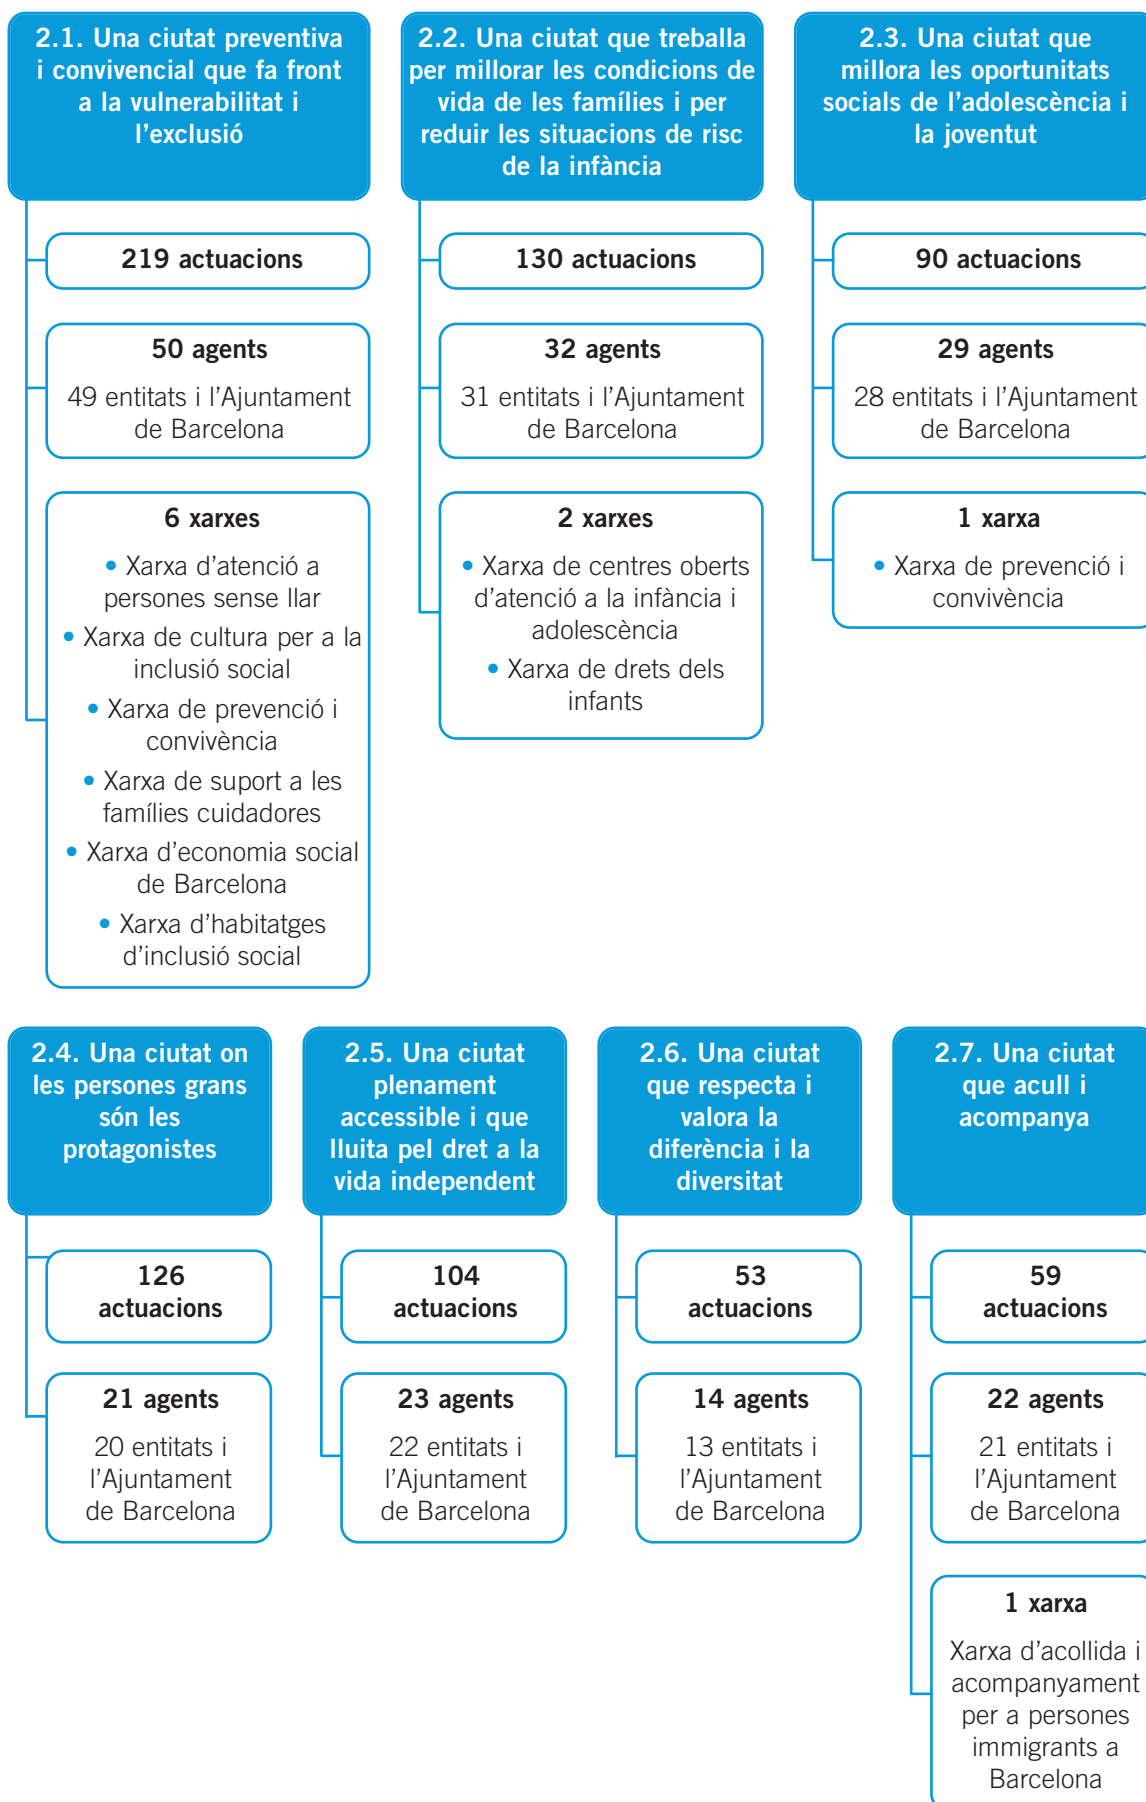 2.1. Una ciutat preventiva
i convivencial que fa front
a la vulnerabilitat i
l’exclusió
219 actuacions
50 agents
49 entitats i l’Ajuntament
de Barcelona
6 xarxes
• Xarxa d’atenció a
persones sense llar
• Xarxa de cultura per a la
inclusió social
• Xarxa de prevenció i
convivència
• Xarxa de suport a les
famílies cuidadores
• Xarxa d’economia social
de Barcelona
• Xarxa d’habitatges
d’inclusió social
2.2. Una ciutat que treballa
per millorar les condicions de
vida de les famílies i per
reduir les situacions de risc
de la infància
130 actuacions
32 agents
31 entitats i l’Ajuntament
de Barcelona
2 xarxes
• Xarxa de centres oberts
d’atenció a la infància i
adolescència
• Xarxa de drets dels
infants
2.3. Una ciutat que
millora les oportunitats
socials de l’adolescència i
la joventut
90 actuacions
29 agents
28 entitats i l’Ajuntament
de Barcelona
1 xarxa
• Xarxa de prevenció i
convivència
2.4. Una ciutat on
les persones grans
són les
protagonistes
126
actuacions
21 agents
20 entitats i
l’Ajuntament
de Barcelona
2.5. Una ciutat
plenament
accessible i que
lluita pel dret a la
vida independent
104
actuacions
23 agents
22 entitats i
l’Ajuntament
de Barcelona
2.6. Una ciutat
que respecta i
valora la
diferència i la
diversitat
53
actuacions
14 agents
13 entitats i
l’Ajuntament
de Barcelona
2.7. Una ciutat
que acull i
acompanya
59
actuacions
22 agents
21 entitats i
l’Ajuntament
de Barcelona
1 xarxa
Xarxa d’acollida i
acompanyament
per a persones
immigrants a
Barcelona